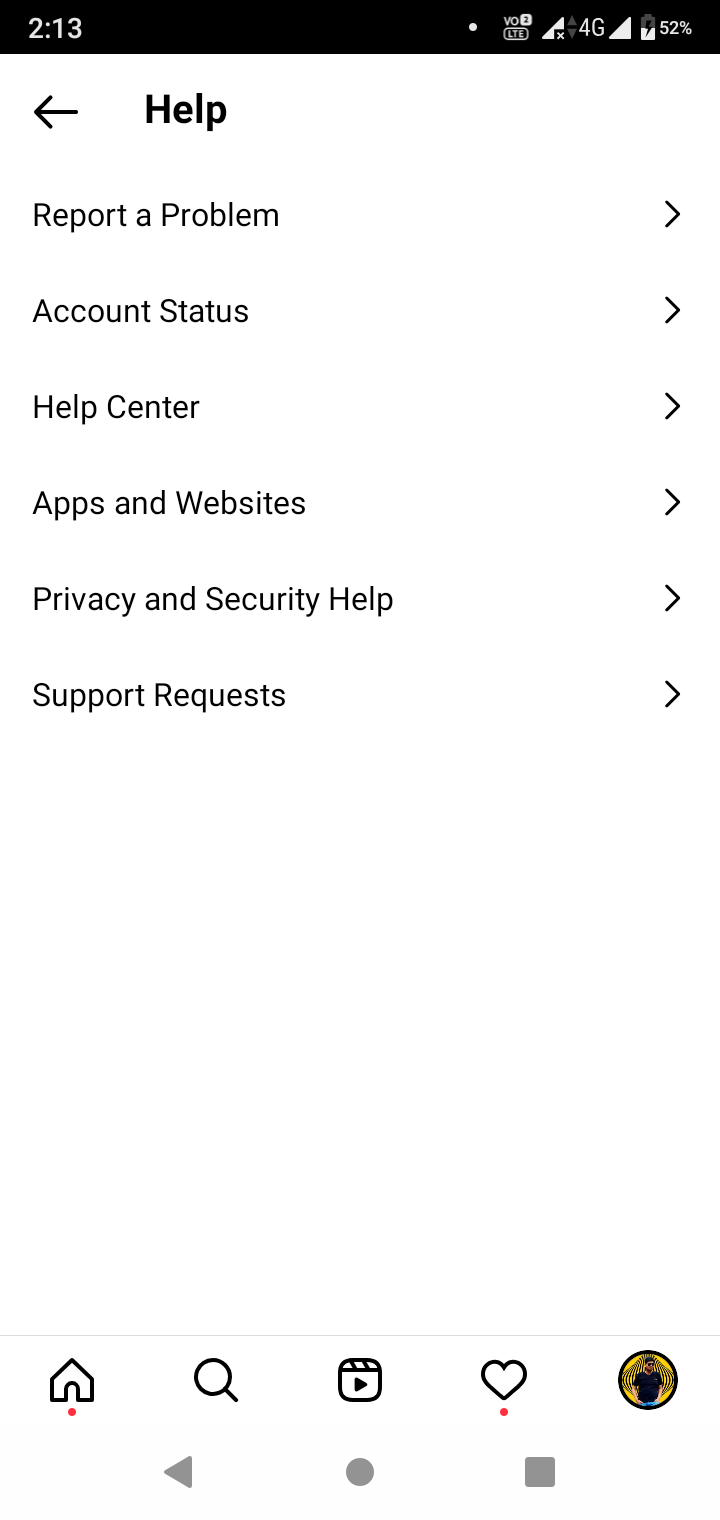 2:13
VO 2 LTE 4G 52%
Help
Report a Problem
Account Status
Help Center
Apps and Websites
Privacy and Security Help
Support Requests